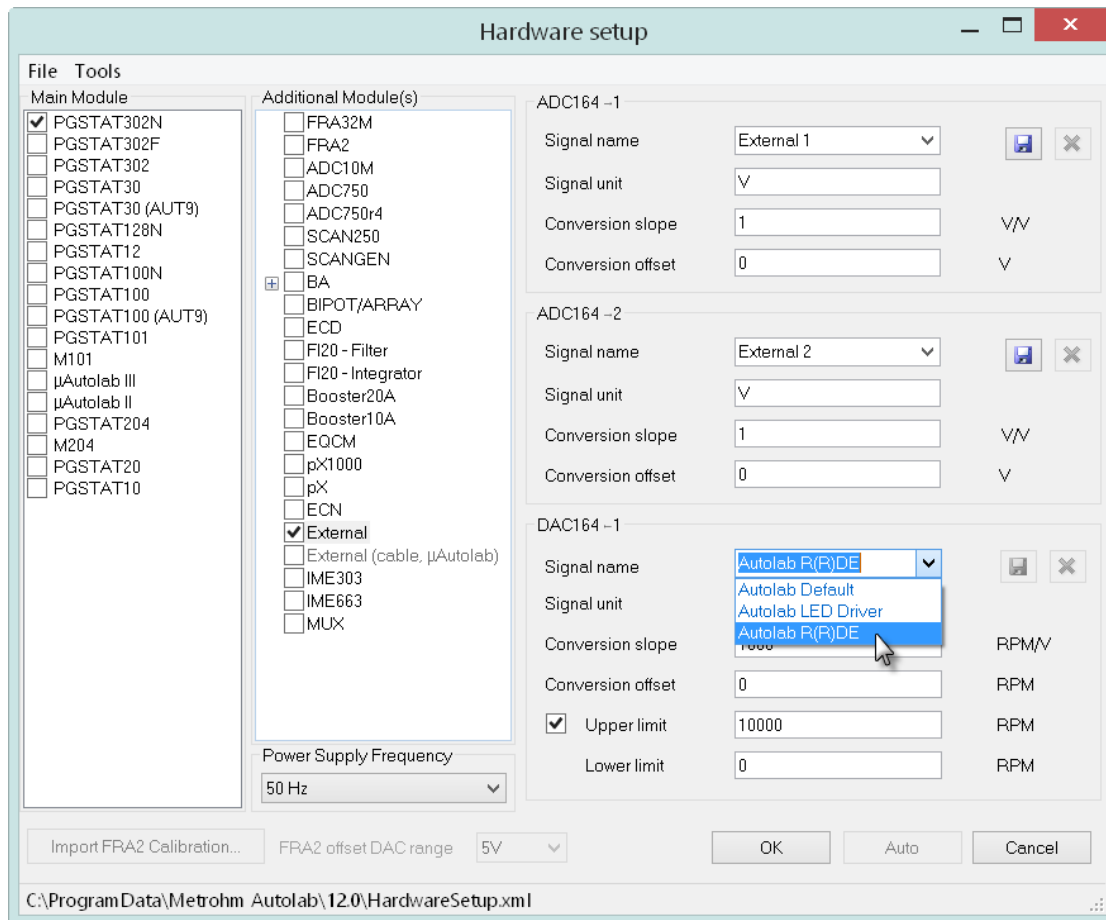 Hardware setup
File Tools
Main Module
PGSTAT302N
PGSTAT302F
PGSTAT302
PGSTAT30
PGSTAT30 (AUT9)
PGSTAT128N
PGSTAT12
PGSTAT100N
PGSTAT100
PGSTAT100 (AUT9)
PGSTAT101
M101
µAutolab III
µAutolab II
PGSTAT204
M204
PGSTAT20
PGSTAT10
Additional Module(s)
FRA32M
FRA2
ADC10M
ADC750
ADC750r4
SCAN250
SCANGEN
BA
BIPOT/ARRAY
ECD
FI20 - Filter
FI20 - Integrator
Booster20A
Booster10A
EQCM
pX1000
pX
ECN
External
External (cable, µAutolab)
IME303
IME663
MUX
Power Supply Frequency
50 Hz
ADC164 -1
Signal name External 1
Signal unit V
Conversion slope 1 V/V
Conversion offset 0 V
ADC164 -2
Signal name External 2
Signal unit V
Conversion slope 1 V/V
Conversion offset 0 V
DAC164 -1
Signal name Autolab R(R)DE
Autolab Default
Signal unit Autolab LED Driver
Autolab R(R)DE
Conversion slope RPM/V
Conversion offset 0 RPM
Upper limit 10000 RPM
Lower limit 0 RPM
Import FRA2 Calibration... FRA2 offset DAC range 5V OK Auto Cancel
C:\ProgramData\Metrohm Autolab\12.0\HardwareSetup.xml